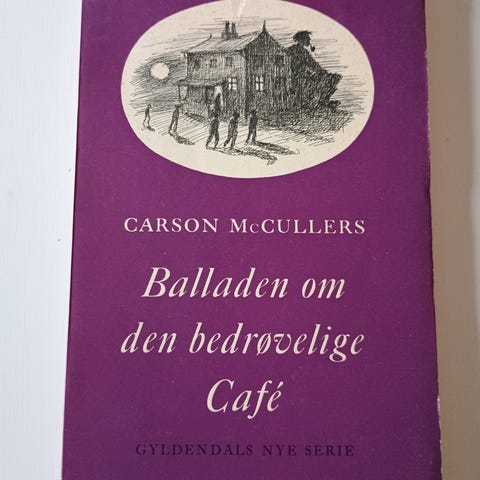 CARSON McCULLERS
Balladen om
den bedrøvelige
Café
GYLDENDALS NYE SERIE